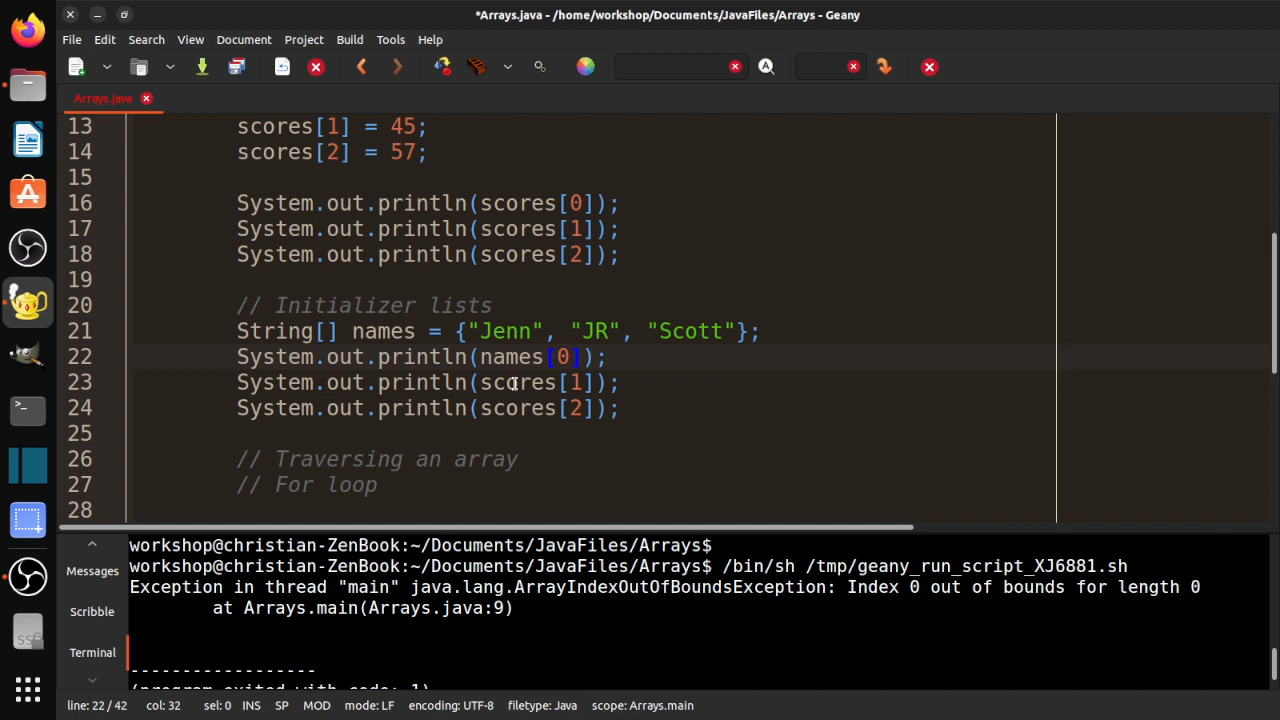 *Arrays.java - /home/workshop/Documents/JavaFiles/Arrays - Geany
File Edit Search View Document Project Build Tools Help
Arrays.java
13 scores[1] = 45;
14 scores[2] = 57;
15
16 System.out.println(scores[0]);
17 System.out.println(scores[1]);
18 System.out.println(scores[2]);
19
20 // Initializer lists
21 String[] names = {"Jenn", "JR", "Scott"};
22 System.out.println(names[0]);
23 System.out.println(scores[1]);
24 System.out.println(scores[2]);
25
26 // Traversing an array
27 // For loop
28
Messages
Scribble
Terminal
workshop@christian-ZenBook:~/Documents/JavaFiles/Arrays$
workshop@christian-ZenBook:~/Documents/JavaFiles/Arrays$ /bin/sh /tmp/geany_run_script_XJ6881.sh
Exception in thread "main" java.lang.ArrayIndexOutOfBoundsException: Index 0 out of bounds for length 0
at Arrays.main(Arrays.java:9)
------------------
(program exited with code: 1)
line: 22 / 42 col: 32 sel: 0 INS SP MOD mode: LF encoding: UTF-8 filetype: Java scope: Arrays.main